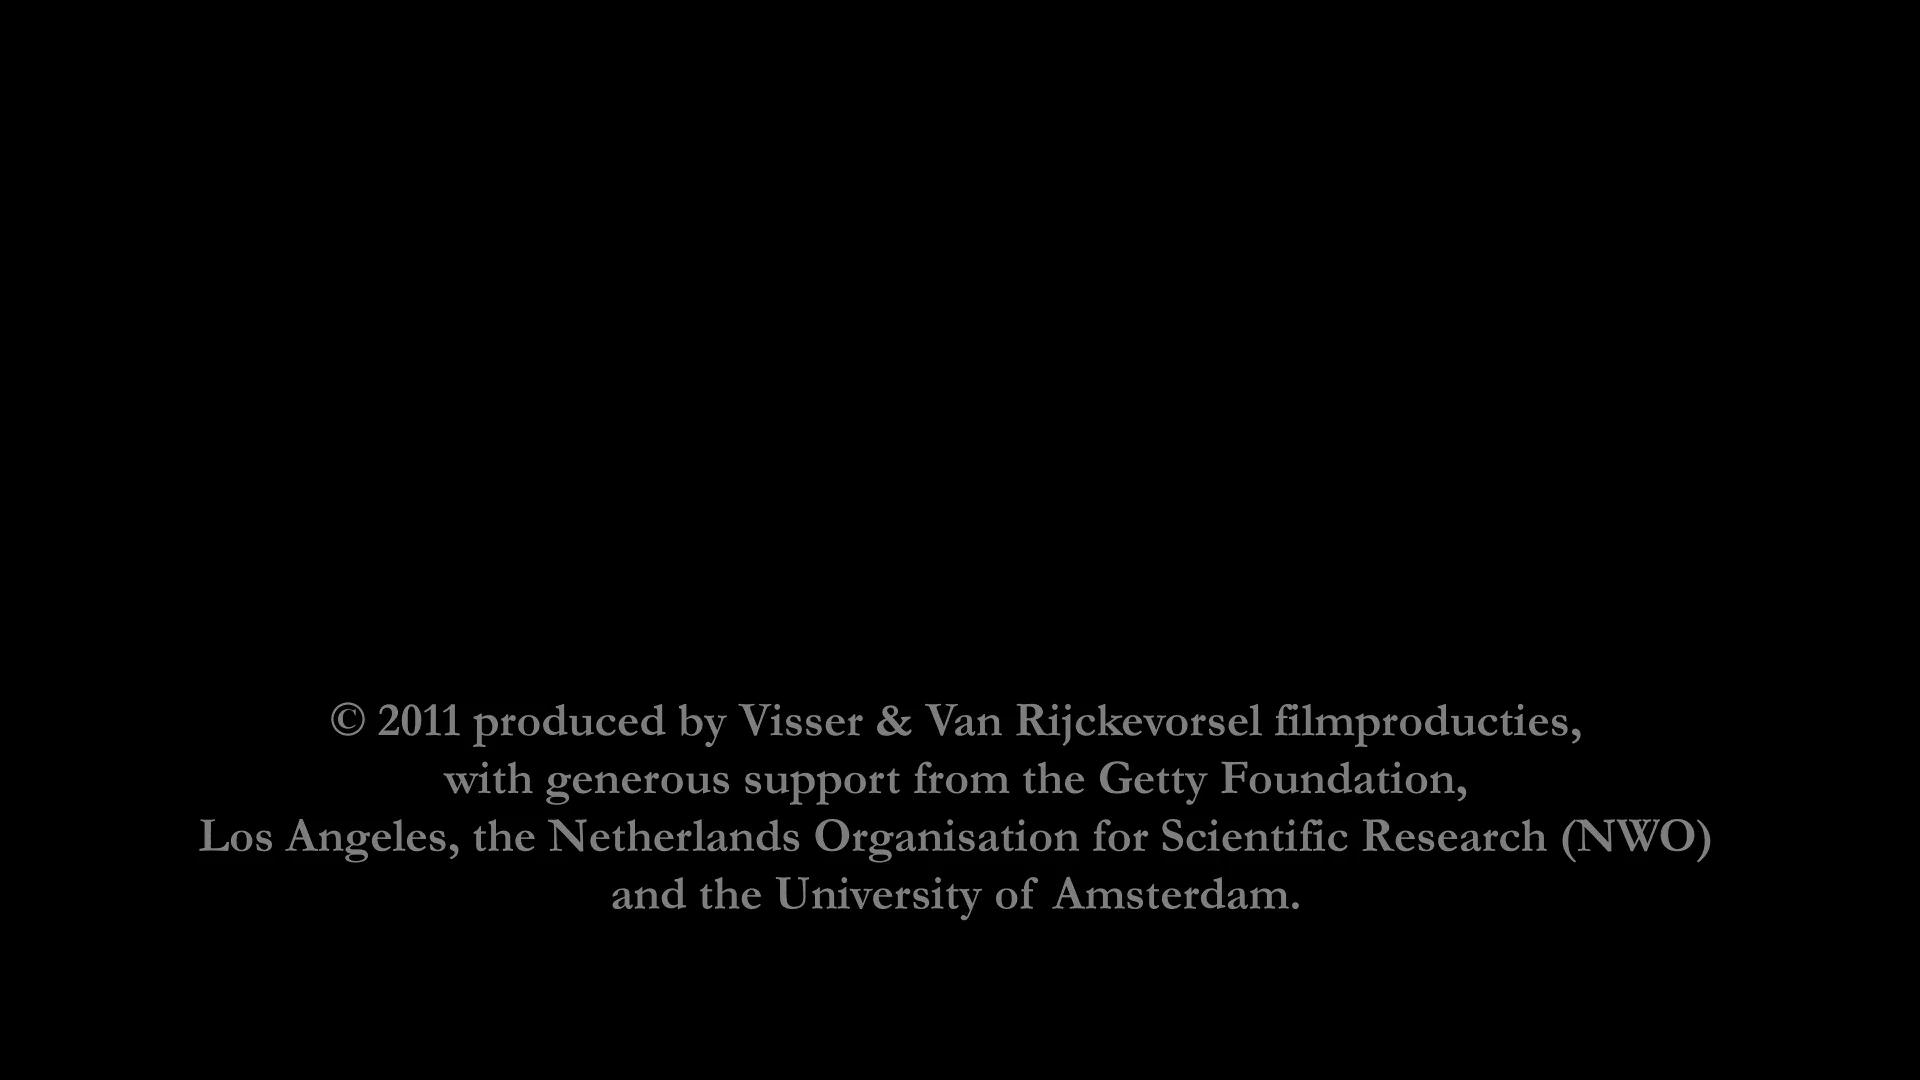 © 2011 produced by Visser & Van Rijckevorsel filmproducties,
with generous support from the Getty Foundation,
Los Angeles, the Netherlands Organisation for Scientific Research (NWO)
and the University of Amsterdam.